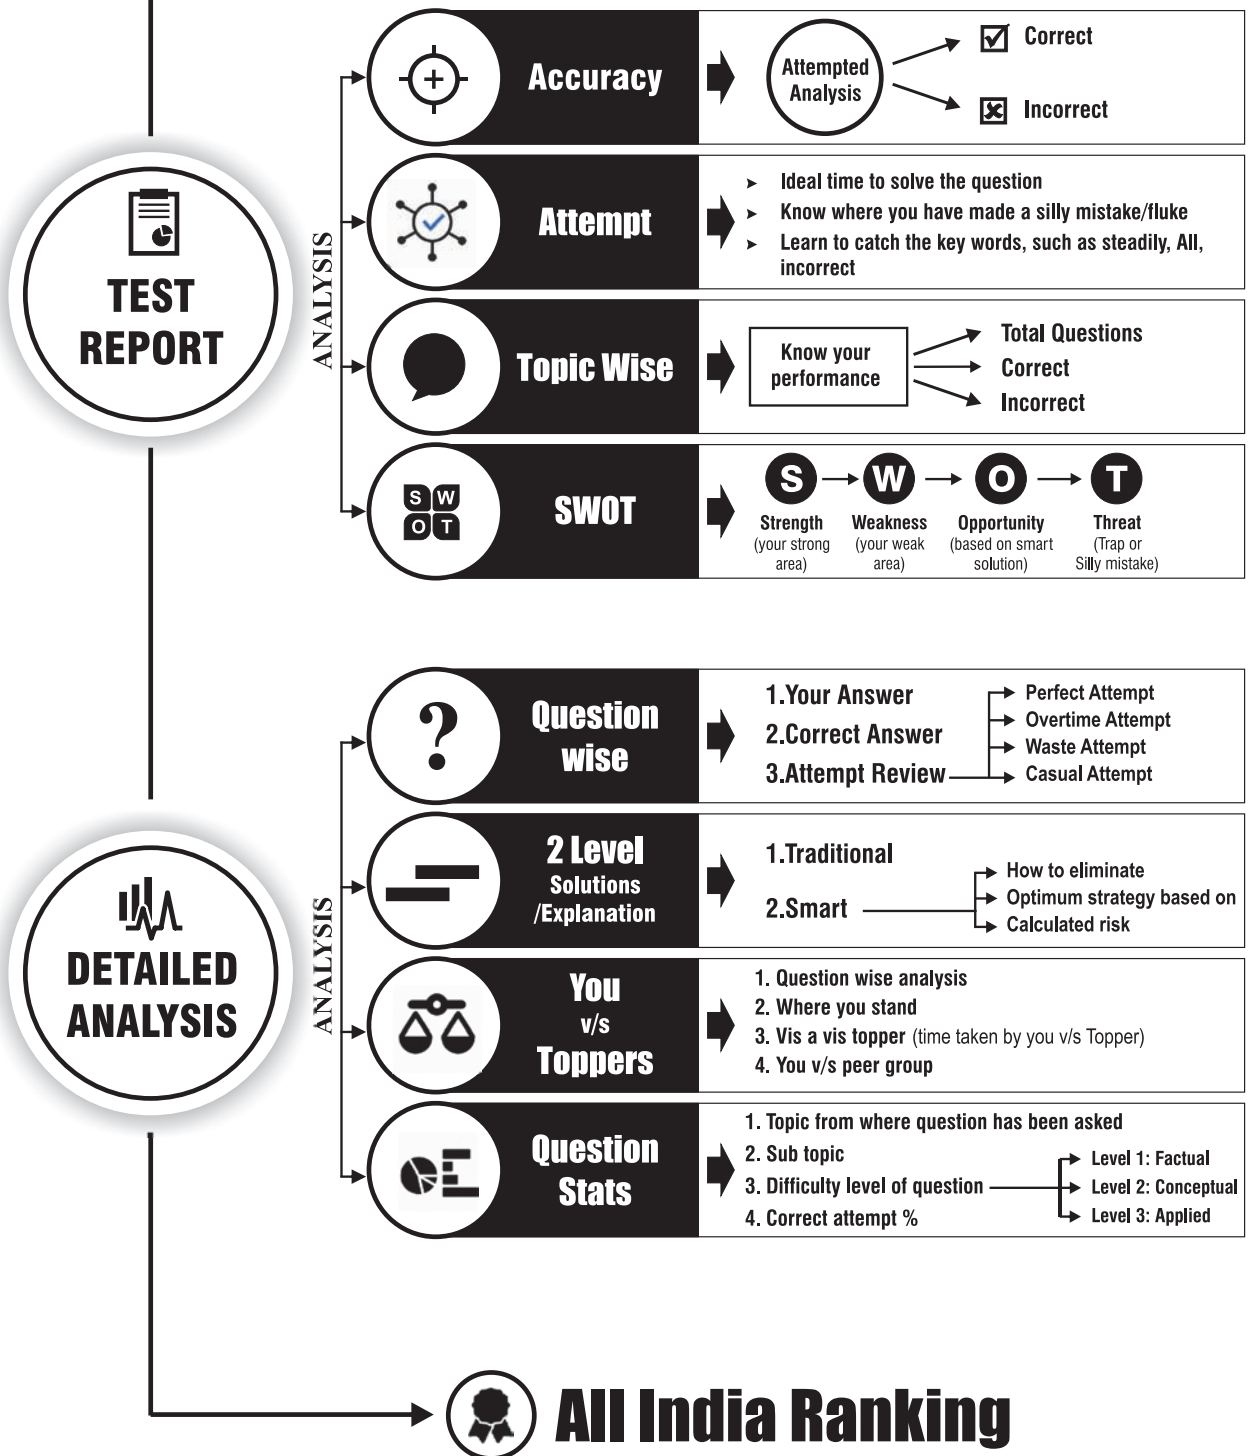 TEST
REPORT
ANALYSIS
Accuracy
Attempted
Analysis
Correct
Incorrect
Attempt
➤ Ideal time to solve the question
➤ Know where you have made a silly mistake/fluke
➤ Learn to catch the key words, such as steadily, All,
incorrect
Topic Wise
Know your
performance
Total Questions
Correct
Incorrect
S W
O T
SWOT
S W O T
Strength Weakness Opportunity Threat
(your strong (your weak (based on smart (Trap or
area) area) solution) Silly mistake)
DETAILED
ANALYSIS
ANALYSIS
?
Question
wise
1.Your Answer
2.Correct Answer
3.Attempt Review
Perfect Attempt
Overtime Attempt
Waste Attempt
Casual Attempt
2 Level
Solutions
/Explanation
1.Traditional
2.Smart
How to eliminate
Optimum strategy based on
Calculated risk
You
v/s
Toppers
1. Question wise analysis
2. Where you stand
3. Vis a vis topper (time taken by you v/s Topper)
4. You v/s peer group
Question
Stats
1. Topic from where question has been asked
2. Sub topic
3. Difficulty level of question
4. Correct attempt %
Level 1: Factual
Level 2: Conceptual
Level 3: Applied
All India Ranking